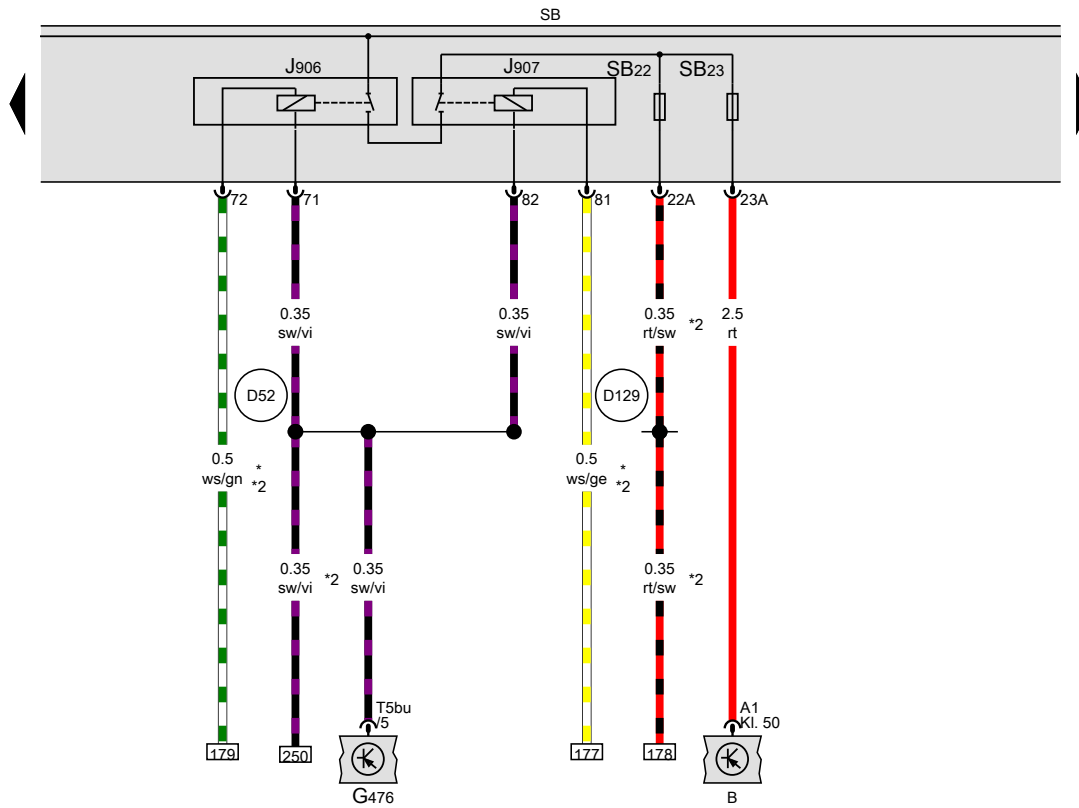 SB
J906 J907 SB22 SB23
72 71 82 81 22A 23A
0.35 0.35 0.35 2.5
sw/vi sw/vi rt/sw *2 rt
D52 D129
0.5 * 0.5 *
ws/gn *2 ws/ge *2
0.35 0.35 0.35
sw/vi *2 sw/vi rt/sw *2
T5bu A1
/5 Kl. 50
179 250 177 178
G476 B